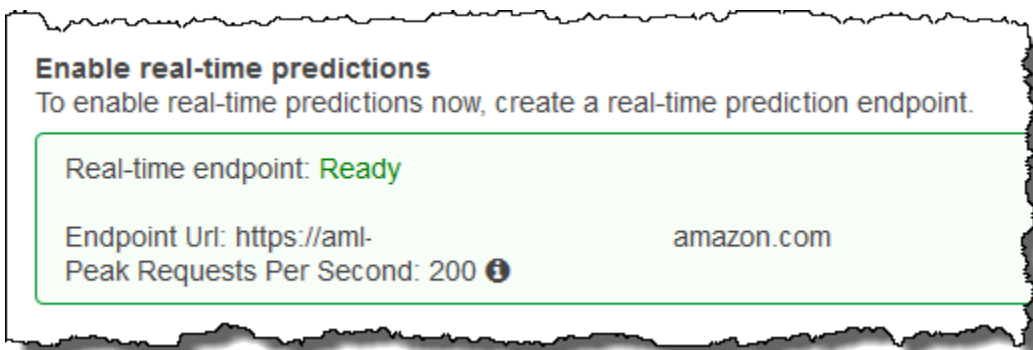 Enable real-time predictions
To enable real-time predictions now, create a real-time prediction endpoint.
Real-time endpoint: Ready
Endpoint Url: https://aml- amazon.com
Peak Requests Per Second: 200